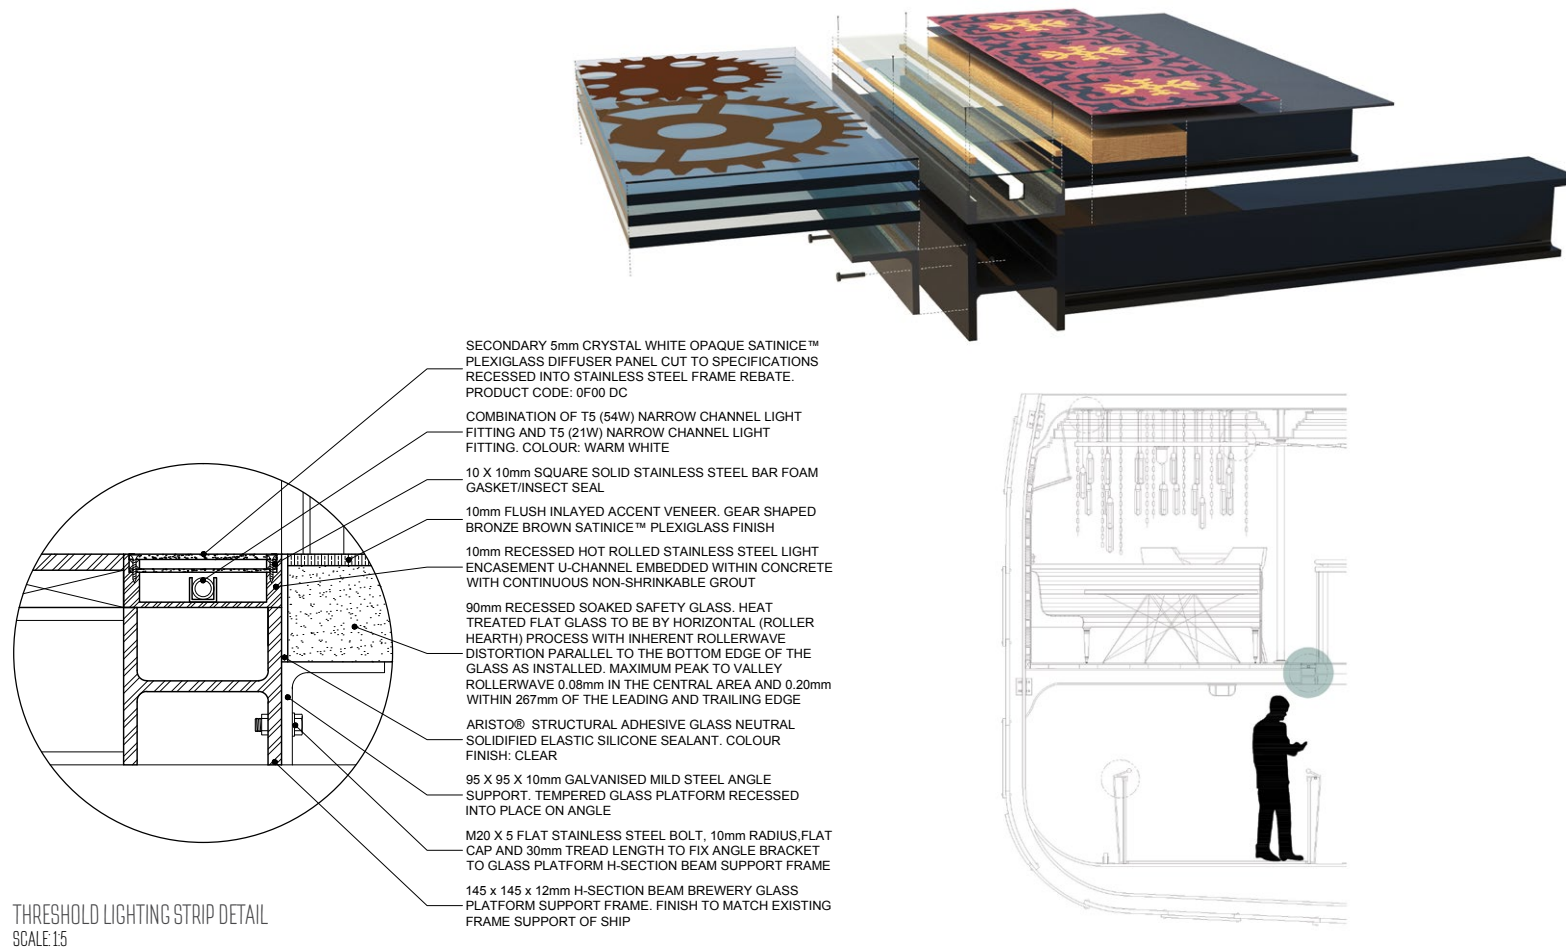 SECONDARY 5mm CRYSTAL WHITE OPAQUE SATINICE™
PLEXIGLASS DIFFUSER PANEL CUT TO SPECIFICATIONS
RECESSED INTO STAINLESS STEEL FRAME REBATE.
PRODUCT CODE: 0F00 DC
COMBINATION OF T5 (54W) NARROW CHANNEL LIGHT
FITTING AND T5 (21W) NARROW CHANNEL LIGHT
FITTING. COLOUR: WARM WHITE
10 X 10mm SQUARE SOLID STAINLESS STEEL BAR FOAM
GASKET/INSECT SEAL
10mm FLUSH INLAYED ACCENT VENEER. GEAR SHAPED
BRONZE BROWN SATINICE™ PLEXIGLASS FINISH
10mm RECESSED HOT ROLLED STAINLESS STEEL LIGHT
ENCASEMENT U-CHANNEL EMBEDDED WITHIN CONCRETE
WITH CONTINUOUS NON-SHRINKABLE GROUT
90mm RECESSED SOAKED SAFETY GLASS. HEAT
TREATED FLAT GLASS TO BE BY HORIZONTAL (ROLLER
HEARTH) PROCESS WITH INHERENT ROLLERWAVE
DISTORTION PARALLEL TO THE BOTTOM EDGE OF THE
GLASS AS INSTALLED. MAXIMUM PEAK TO VALLEY
ROLLERWAVE 0.08mm IN THE CENTRAL AREA AND 0.20mm
WITHIN 267mm OF THE LEADING AND TRAILING EDGE
ARISTO® STRUCTURAL ADHESIVE GLASS NEUTRAL
SOLIDIFIED ELASTIC SILICONE SEALANT. COLOUR
FINISH: CLEAR
95 X 95 X 10mm GALVANISED MILD STEEL ANGLE
SUPPORT. TEMPERED GLASS PLATFORM RECESSED
INTO PLACE ON ANGLE
M20 X 5 FLAT STAINLESS STEEL BOLT, 10mm RADIUS,FLAT
CAP AND 30mm TREAD LENGTH TO FIX ANGLE BRACKET
TO GLASS PLATFORM H-SECTION BEAM SUPPORT FRAME
145 x 145 x 12mm H-SECTION BEAM BREWERY GLASS
PLATFORM SUPPORT FRAME. FINISH TO MATCH EXISTING
FRAME SUPPORT OF SHIP
THRESHOLD LIGHTING STRIP DETAIL
SCALE: 1:5